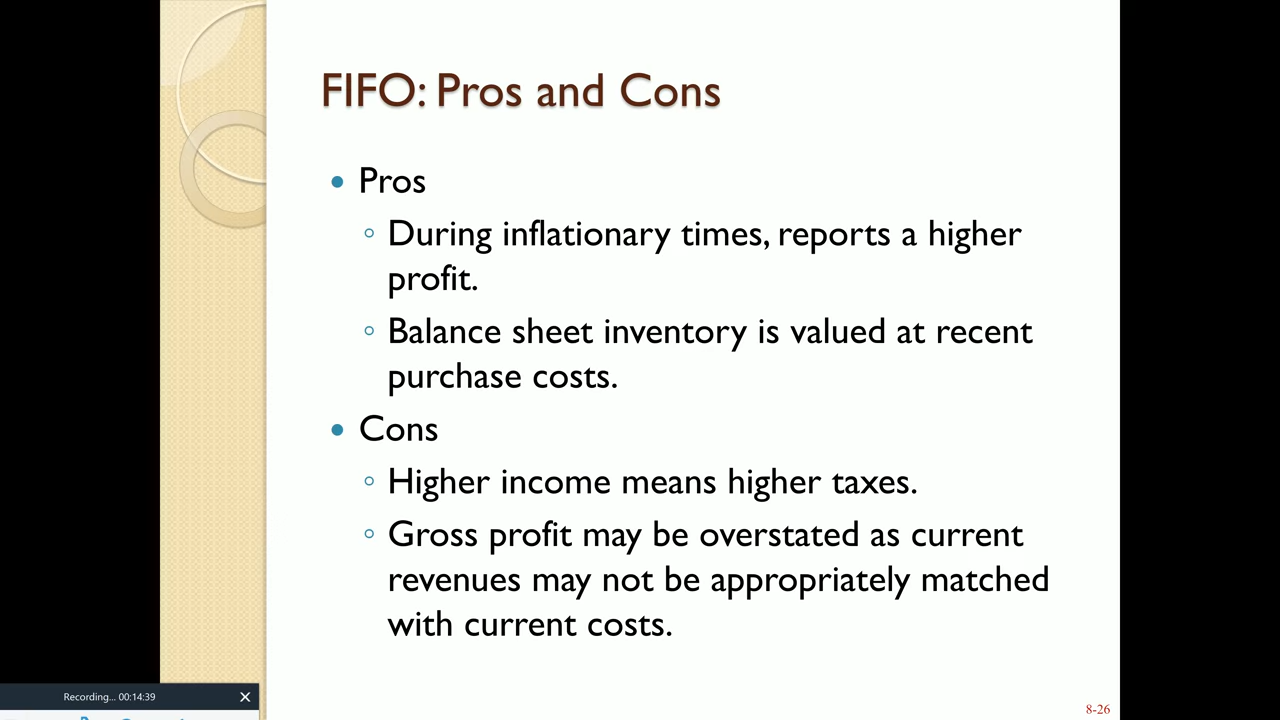 FIFO: Pros and Cons
• Pros
◦ During inflationary times, reports a higher
profit.
◦ Balance sheet inventory is valued at recent
purchase costs.
• Cons
◦ Higher income means higher taxes.
◦ Gross profit may be overstated as current
revenues may not be appropriately matched
with current costs.
Recording... 00:14:39
8-26